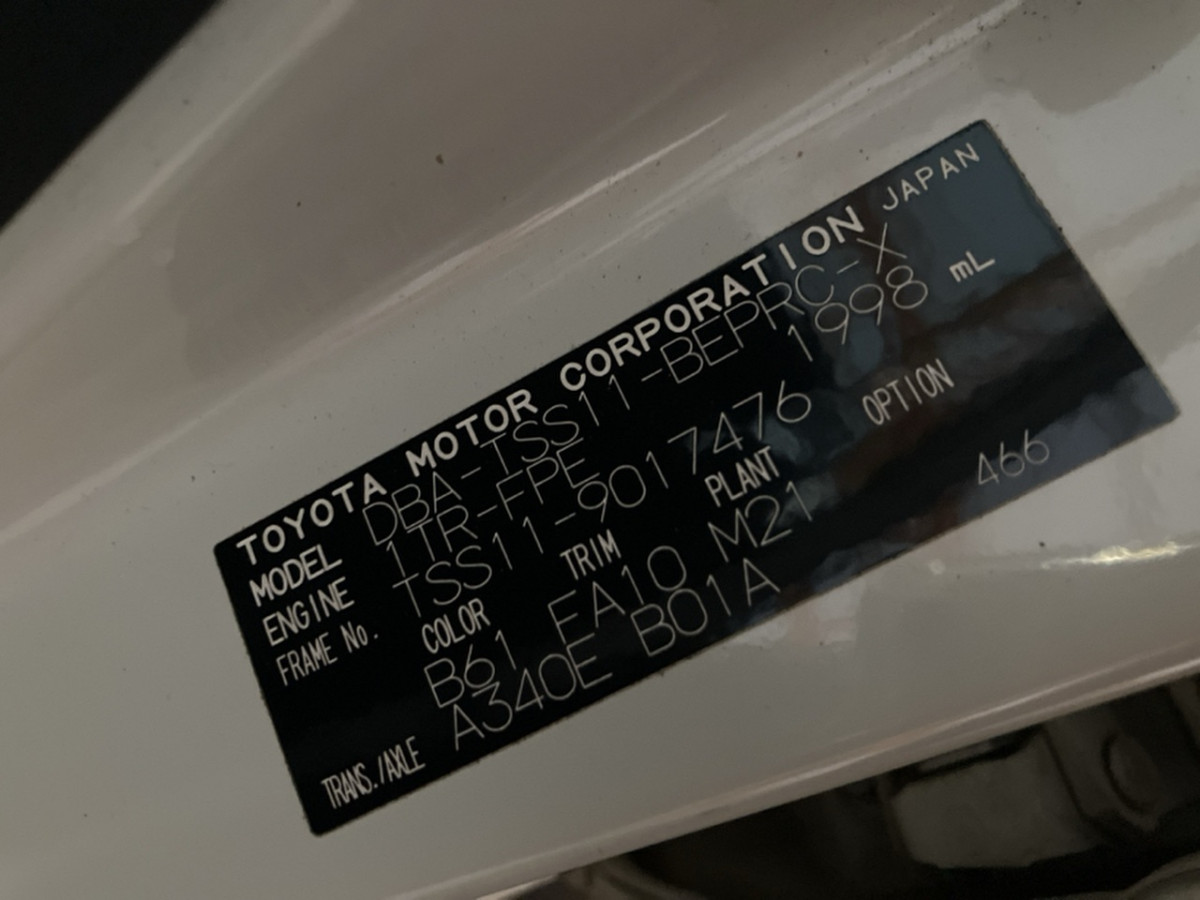 TOYOTA MOTOR CORPORATION JAPAN
MODEL DBA-TSS11-BEPRC-X
ENGINE 1TR-FPE 1998 mL
FRAME No. TSS11-9017476
COLOR TRIM PLANT OPTION
B61 FA10 M21 466
TRANS./AXLE A340E B01A